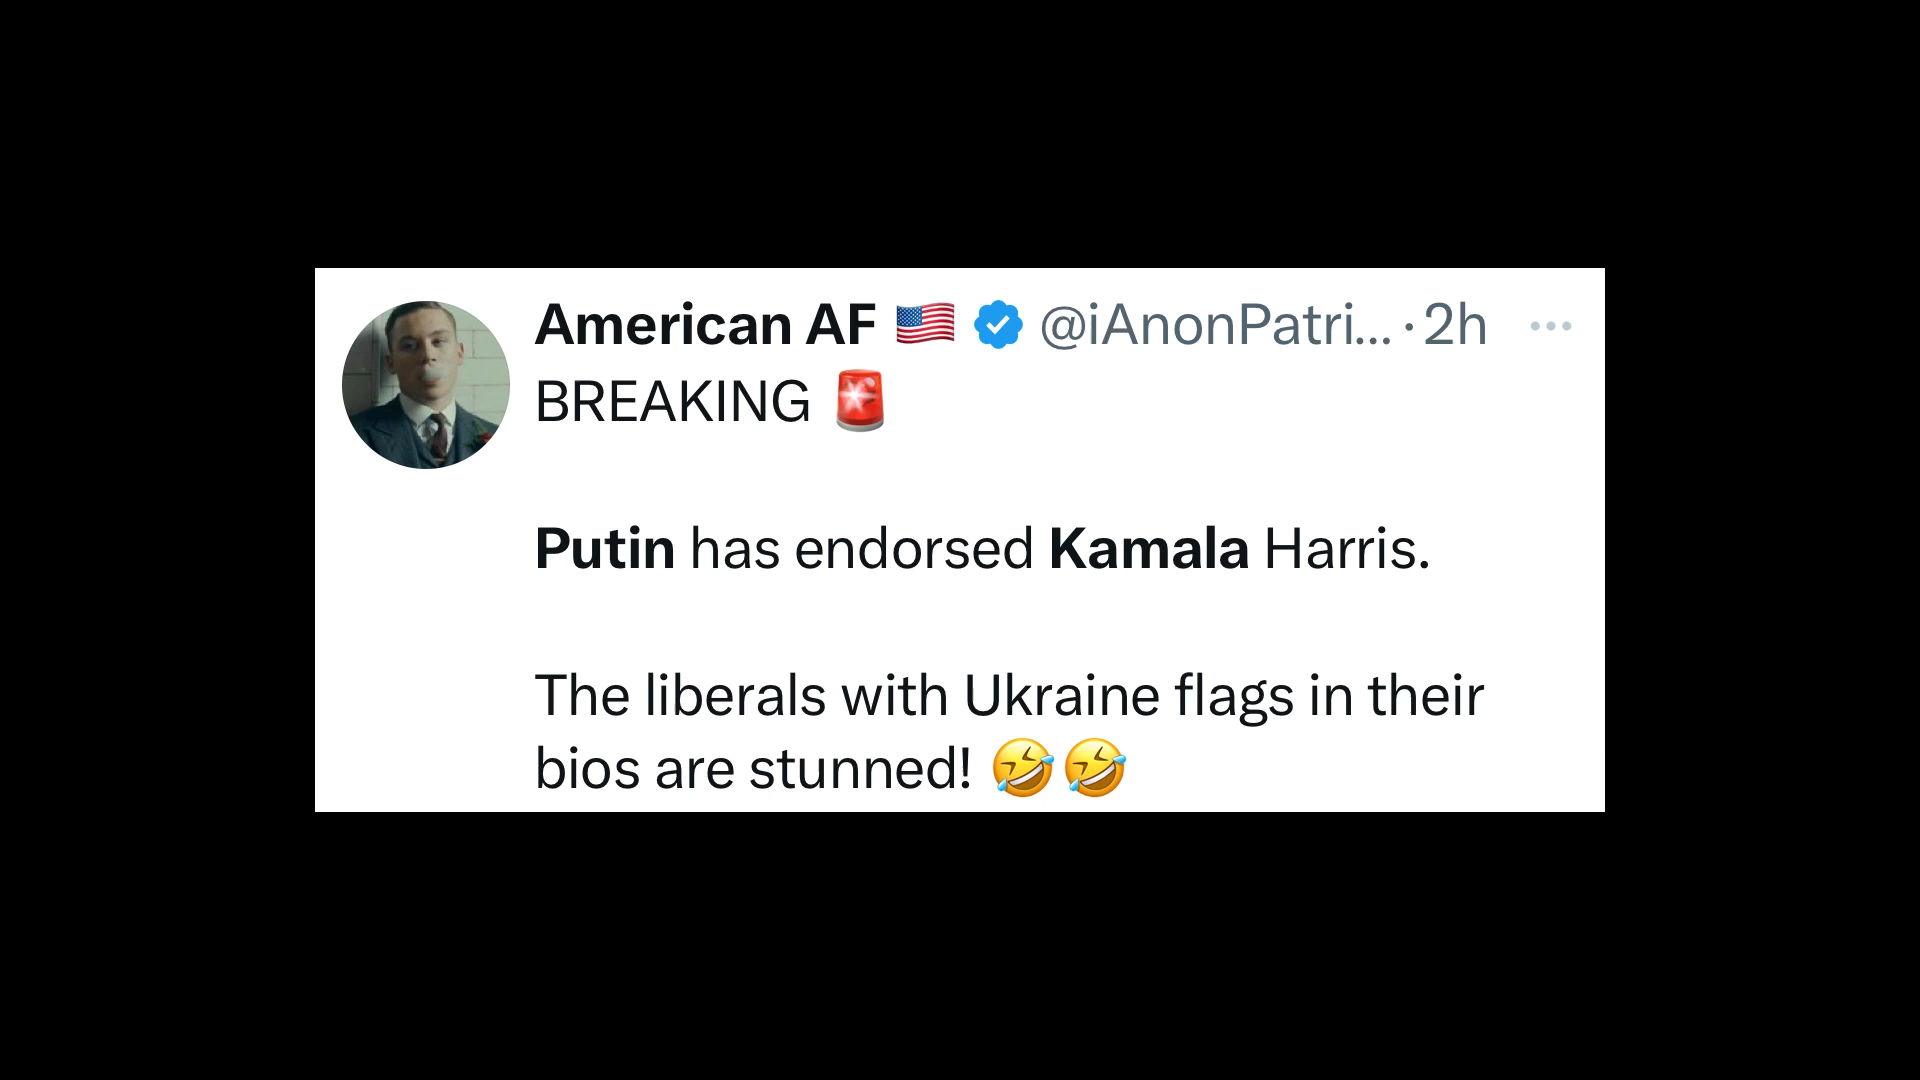 American AF 🇺🇸 @iAnonPatri... · 2h
BREAKING 🚨
Putin has endorsed Kamala Harris.
The liberals with Ukraine flags in their
bios are stunned! 🤣🤣